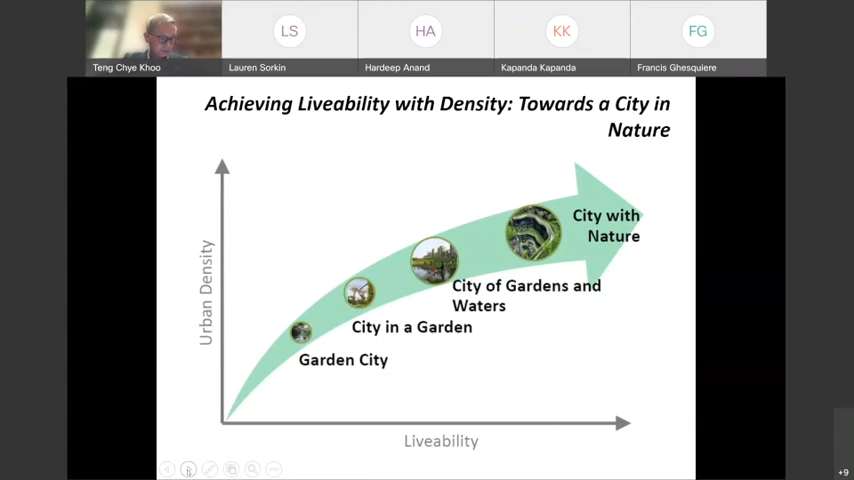 LS
HA
KK
FG
Teng Chye Khoo
Lauren Sorkin
Hardeep Anand
Kapanda Kapanda
Francis Ghesquiere
Achieving Liveability with Density: Towards a City in
Nature
City with
Nature
City of Gardens and
Waters
City in a Garden
Garden City
Urban Density
Liveability
+9